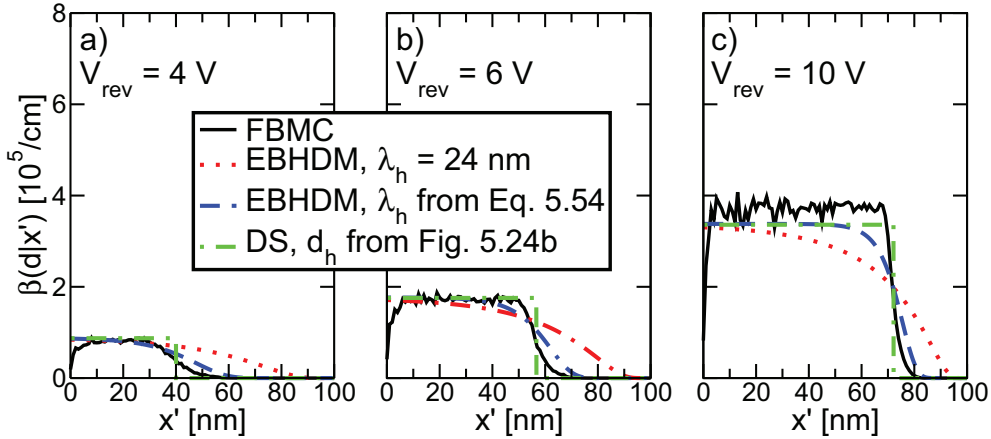 a)
V_rev = 4 V
b)
V_rev = 6 V
c)
V_rev = 10 V
FBMC
EBHDM, λ_h = 24 nm
EBHDM, λ_h from Eq. 5.54
DS, d_h from Fig. 5.24b
β(d|x') [10^5/cm]
8
6
4
2
0
0 20 40 60 80 100
0 20 40 60 80 100
0 20 40 60 80 100
x' [nm]
x' [nm]
x' [nm]